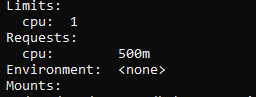 Limits:
cpu: 1
Requests:
cpu: 500m
Environment: <none>
Mounts: